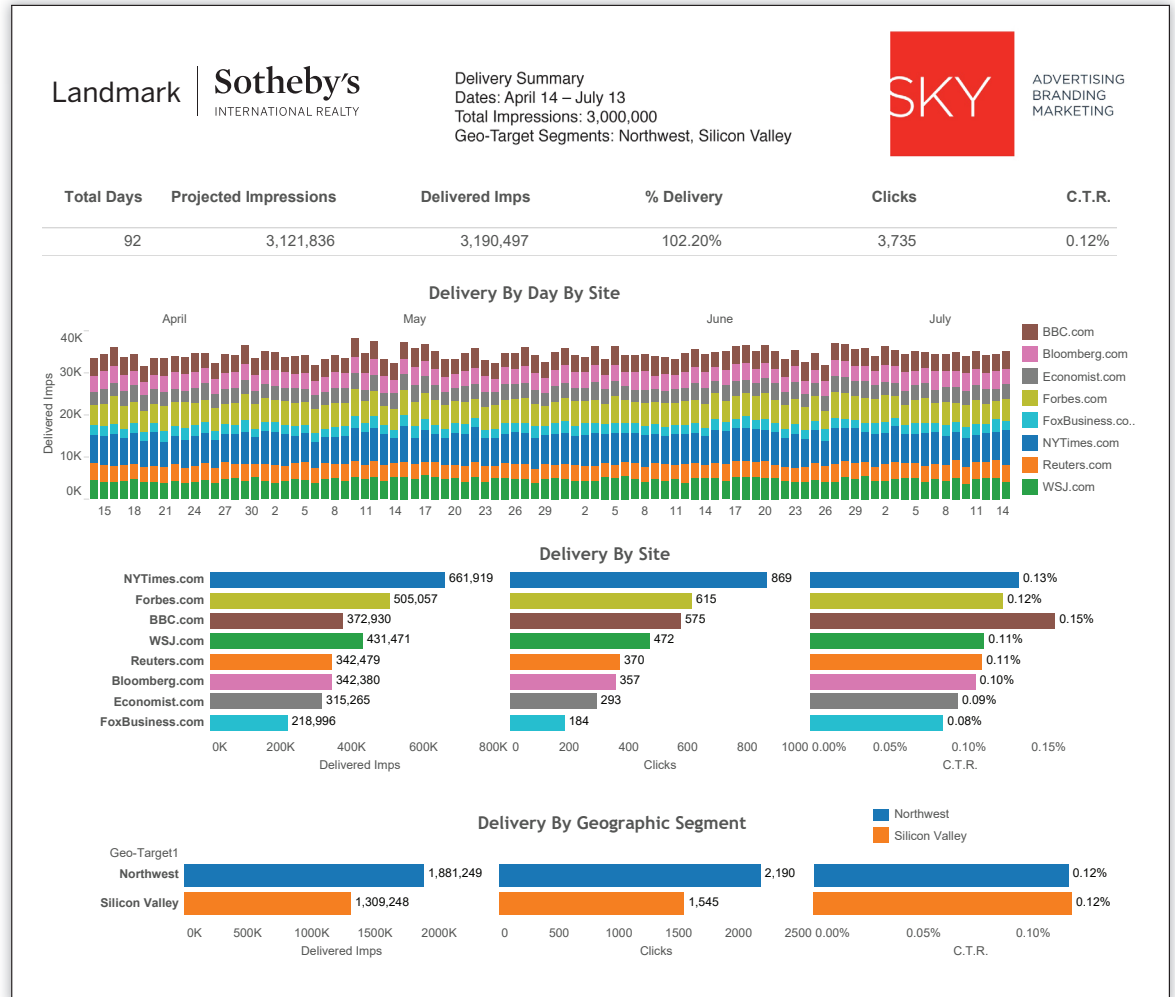 Landmark
Sotheby's
INTERNATIONAL REALTY
Delivery Summary
Dates: April 14 – July 13
Total Impressions: 3,000,000
Geo-Target Segments: Northwest, Silicon Valley
SKY
ADVERTISING
BRANDING
MARKETING
Total Days Projected Impressions Delivered Imps % Delivery Clicks C.T.R.
92 3,121,836 3,190,497 102.20% 3,735 0.12%
Delivery By Day By Site
April May June July
40K
30K
20K
10K
0K
Delivered Imps
15 18 21 24 27 30 2 5 8 11 14 17 20 23 26 29 2 5 8 11 14 17 20 23 26 29 2 5 8 11 14
BBC.com
Bloomberg.com
Economist.com
Forbes.com
FoxBusiness.co..
NYTimes.com
Reuters.com
WSJ.com
Delivery By Site
NYTimes.com 661,919 869 0.13%
Forbes.com 505,057 615 0.12%
BBC.com 372,930 575 0.15%
WSJ.com 431,471 472 0.11%
Reuters.com 342,479 370 0.11%
Bloomberg.com 342,380 357 0.10%
Economist.com 315,265 293 0.09%
FoxBusiness.com 218,996 184 0.08%
0K 200K 400K 600K 800K 0 200 400 600 800 1000 0.00% 0.05% 0.10% 0.15%
Delivered Imps Clicks C.T.R.
Delivery By Geographic Segment
Northwest
Silicon Valley
Geo-Target1
Northwest 1,881,249 2,190 0.12%
Silicon Valley 1,309,248 1,545 0.12%
0K 500K 1000K 1500K 2000K 0 500 1000 1500 2000 2500 0.00% 0.05% 0.10%
Delivered Imps Clicks C.T.R.